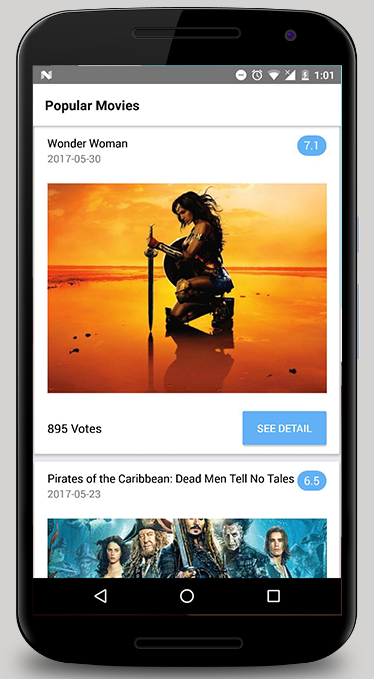 1:01
Popular Movies
Wonder Woman
7.1
2017-05-30
895 Votes
SEE DETAIL
Pirates of the Caribbean: Dead Men Tell No Tales
6.5
2017-05-23